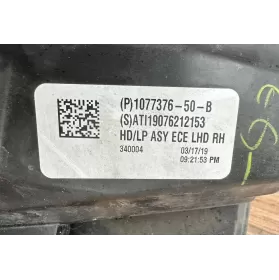 (P)1077376-50-B
(S)ATI19076212153
HD/LP ASY ECE LHD RH
340004
03/17/19
09:21:53 PM